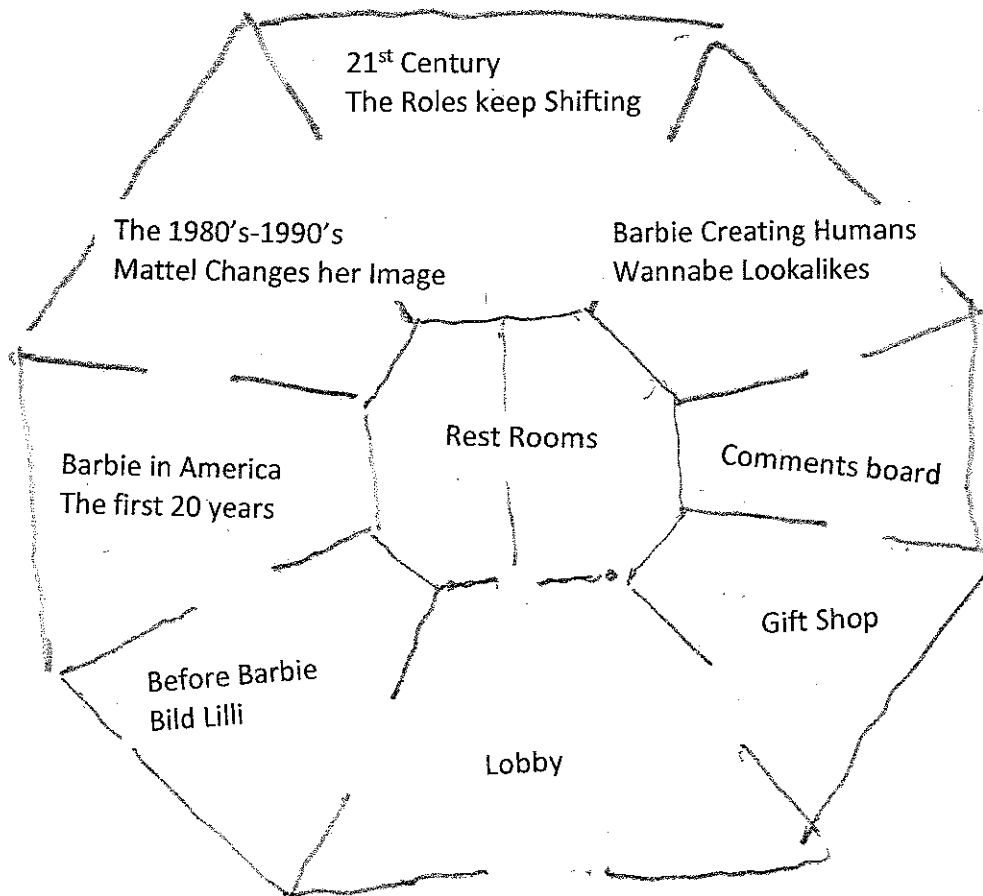 21st Century
The Roles keep Shifting
The 1980's-1990's
Mattel Changes her Image
Barbie Creating Humans
Wannabe Lookalikes
Rest Rooms
Comments board
Barbie in America
The first 20 years
Gift Shop
Before Barbie
Bild Lilli
Lobby